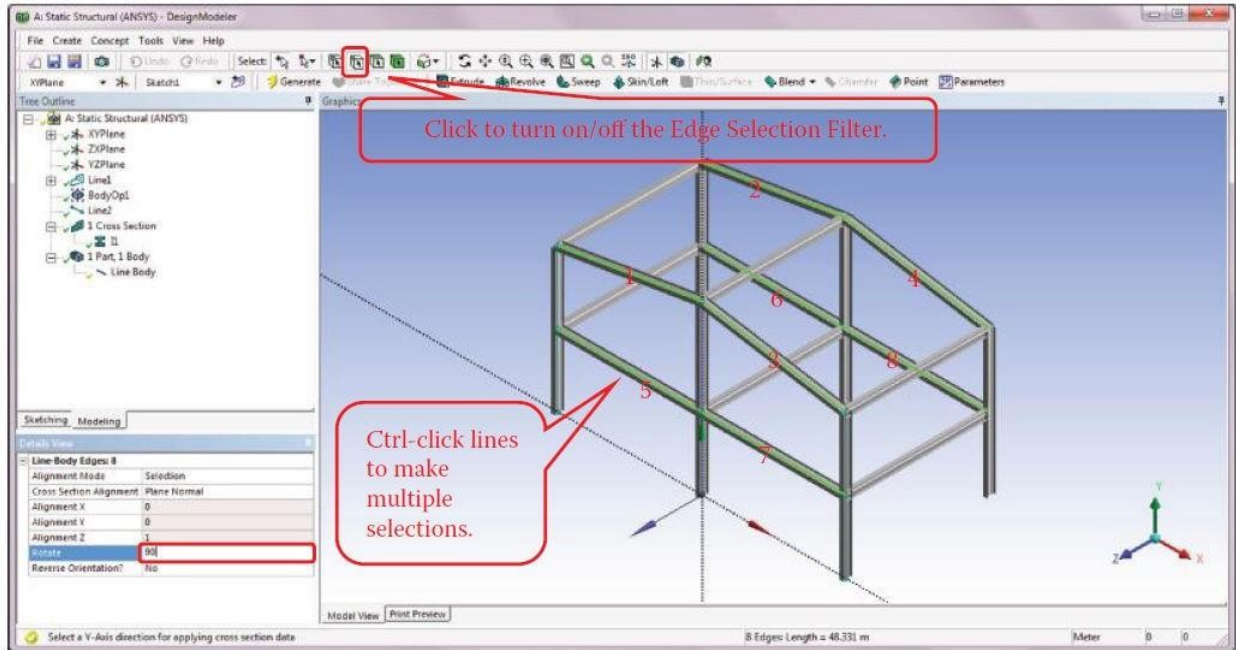 A: Static Structural (ANSYS) - DesignModeler
File Create Concept Tools View Help
Undo Redo Select:
XYPlane Sketch1 Generate Extrude Revolve Sweep Skin/Loft Thin/Surface Blend Chamfer Point Parameters
Tree Outline
Graphics
Click to turn on/off the Edge Selection Filter.
A: Static Structural (ANSYS)
XYPlane
ZXPlane
YZPlane
Line1
BodyOp1
Line2
1 Cross Section
I1
1 Part, 1 Body
Line Body
2
1
6
4
3
8
5
7
Ctrl-click lines
to make
multiple
selections.
Sketching Modeling
Details View
Line-Body Edges: 8
Alignment Mode Selection
Cross Section Alignment Plane Normal
Alignment X 0
Alignment Y 0
Alignment Z 1
Rotate 90
Reverse Orientation? No
Y
Z
X
Model View Print Preview
Select a Y-Axis direction for applying cross section data 8 Edges: Length = 48.331 m Meter 0 0